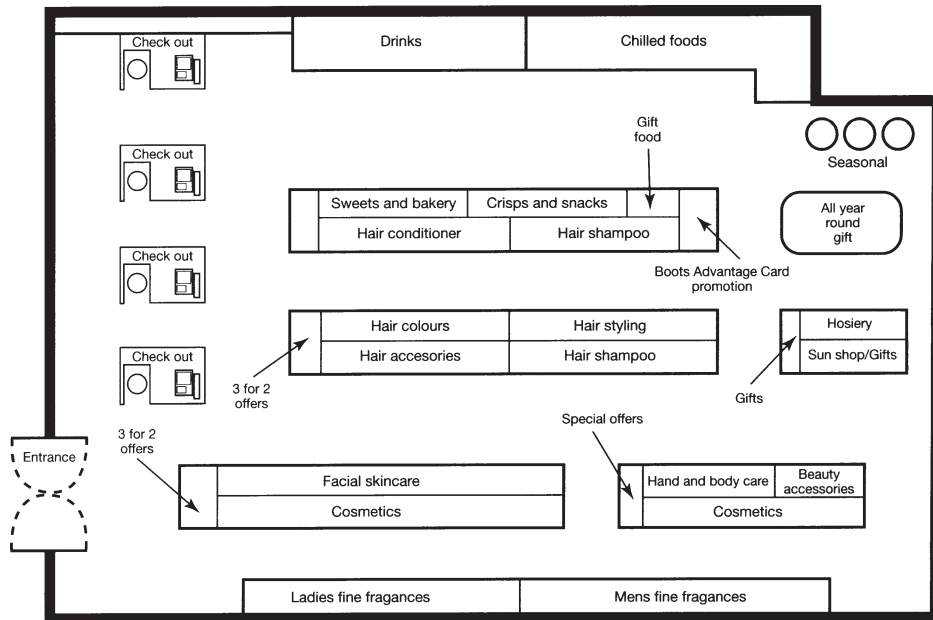 Check out
Drinks
Chilled foods
Gift
food
Seasonal
Check out
Sweets and bakery
Crisps and snacks
All year
round
gift
Hair conditioner
Hair shampoo
Check out
Boots Advantage Card
promotion
Hair colours
Hair styling
Hosiery
Check out
Hair accesories
Hair shampoo
Sun shop/Gifts
3 for 2
offers
Gifts
Special offers
3 for 2
offers
Entrance
Facial skincare
Hand and body care
Beauty
accessories
Cosmetics
Cosmetics
Ladies fine fragances
Mens fine fragances